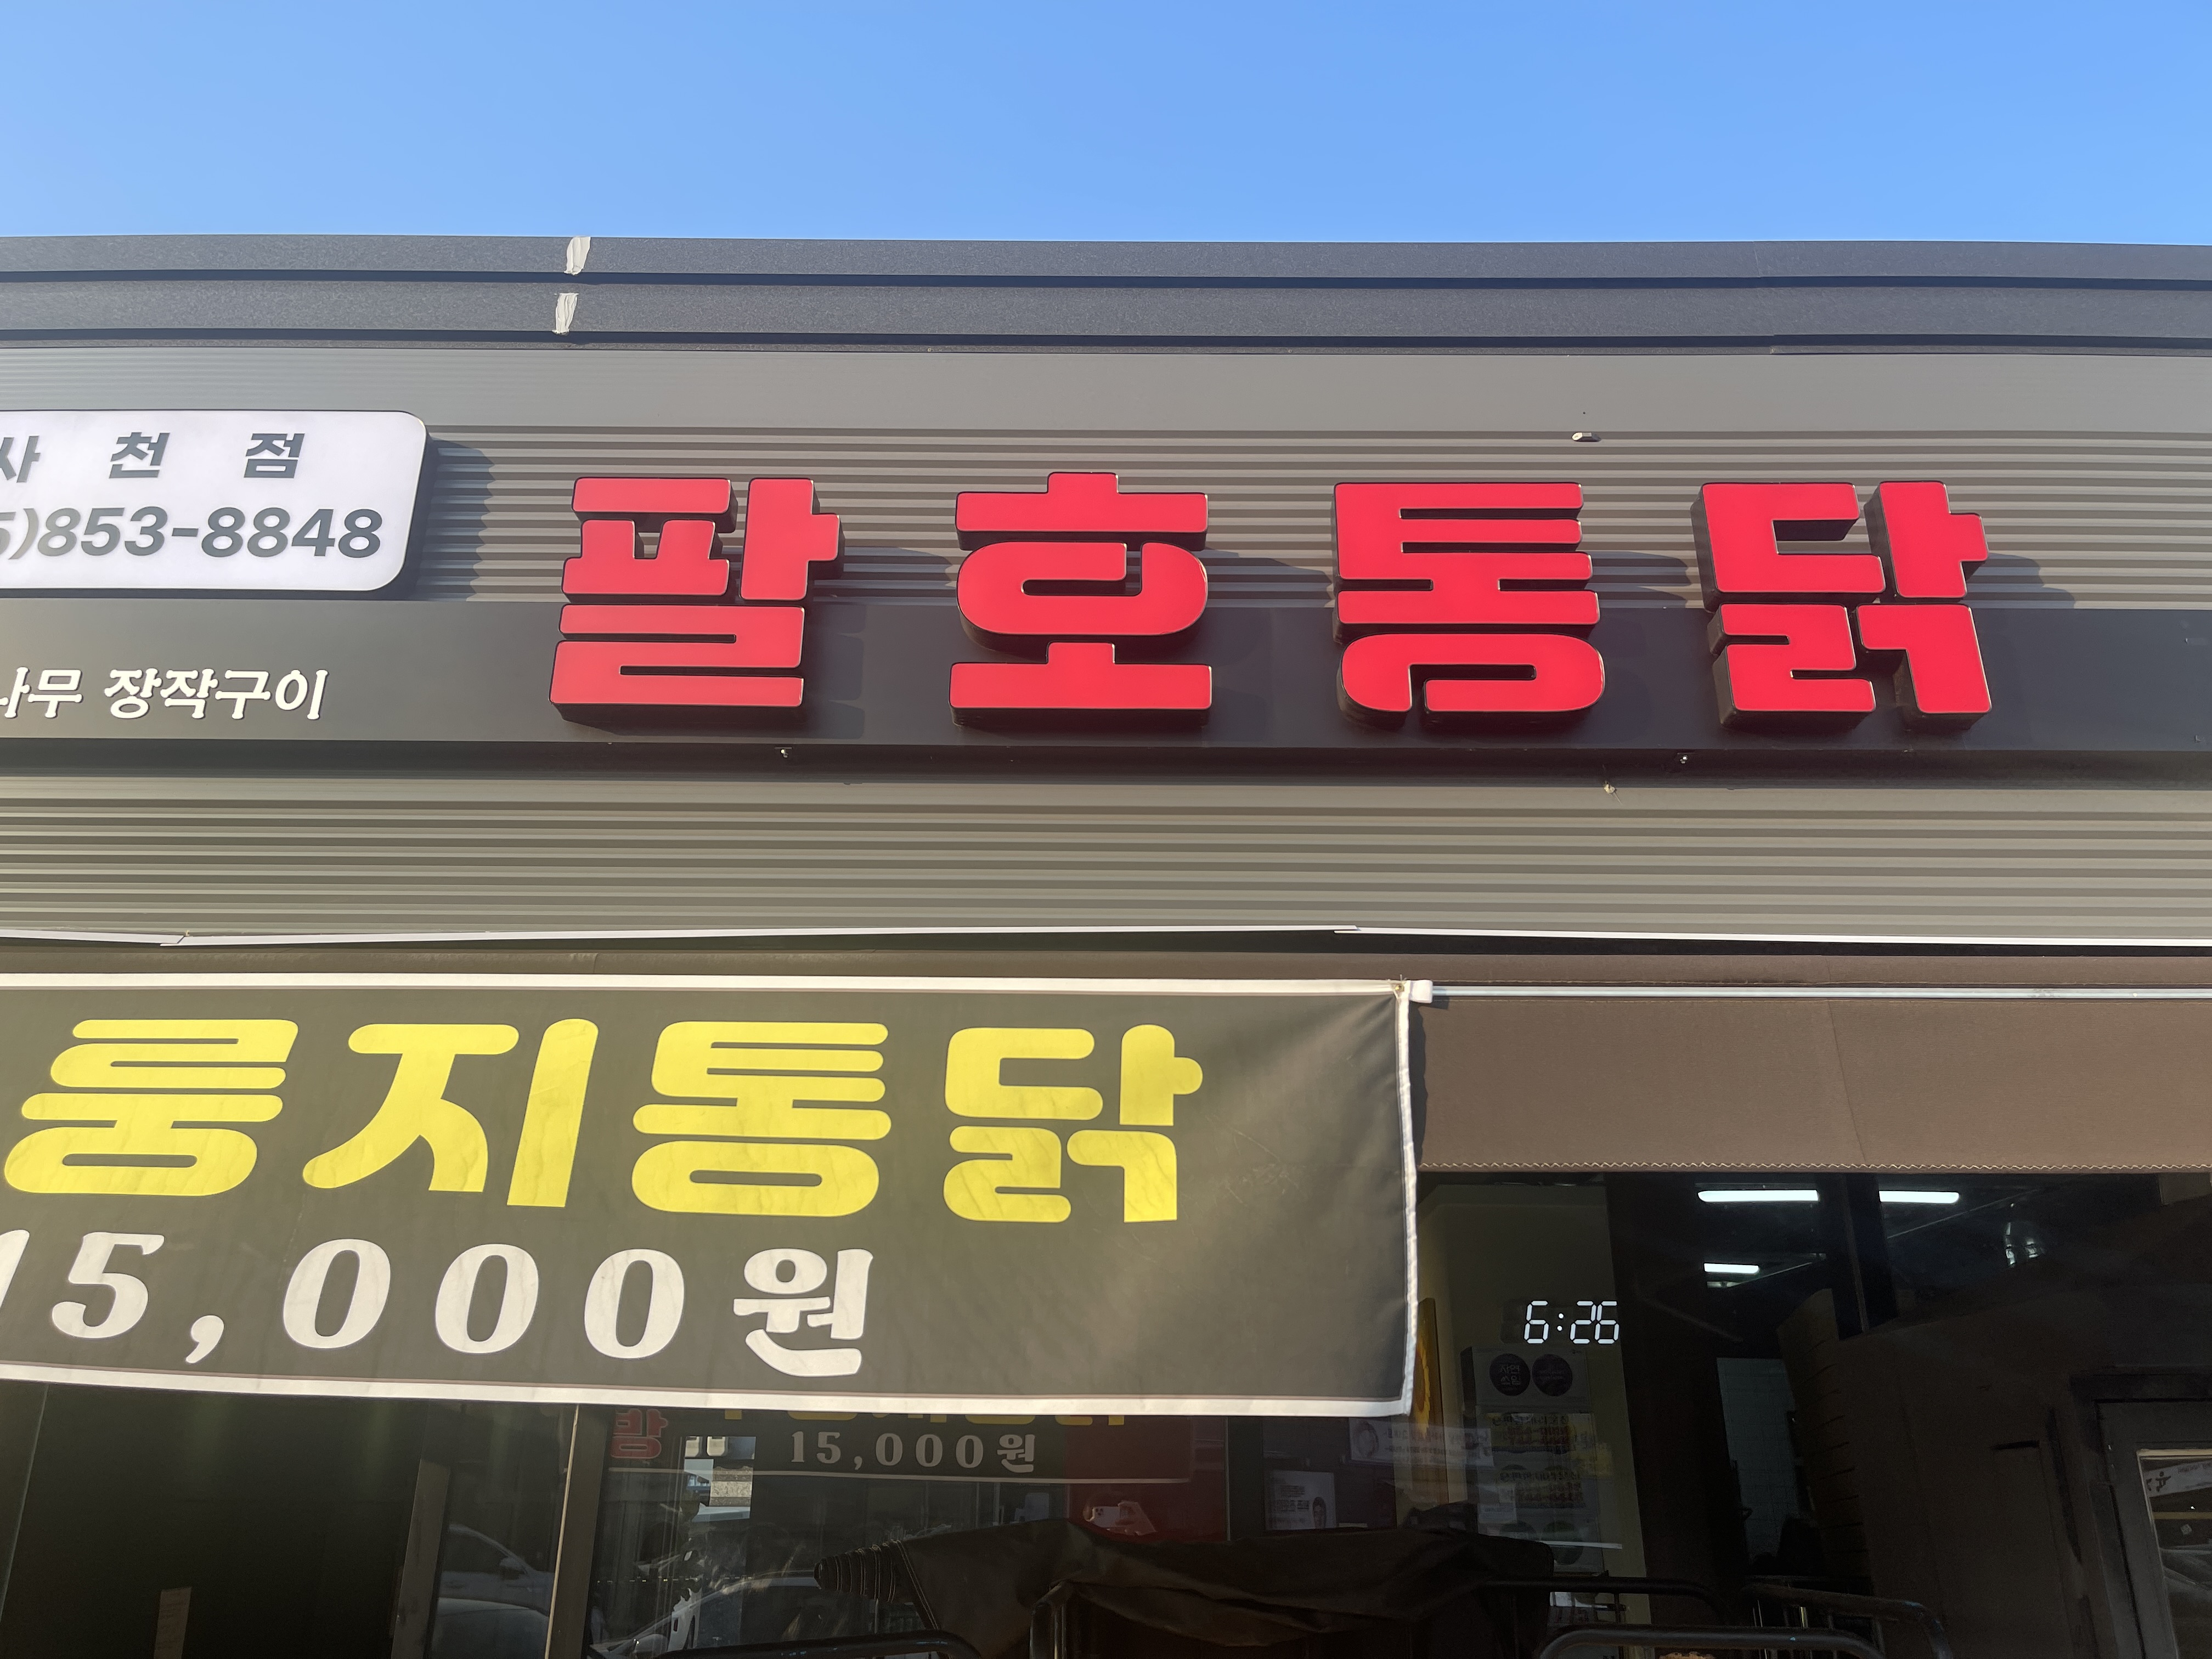 사 천 점
5)853-8848
나무 장작구이
팔호통닭
룽지통닭
15,000원
6:26
15,000원